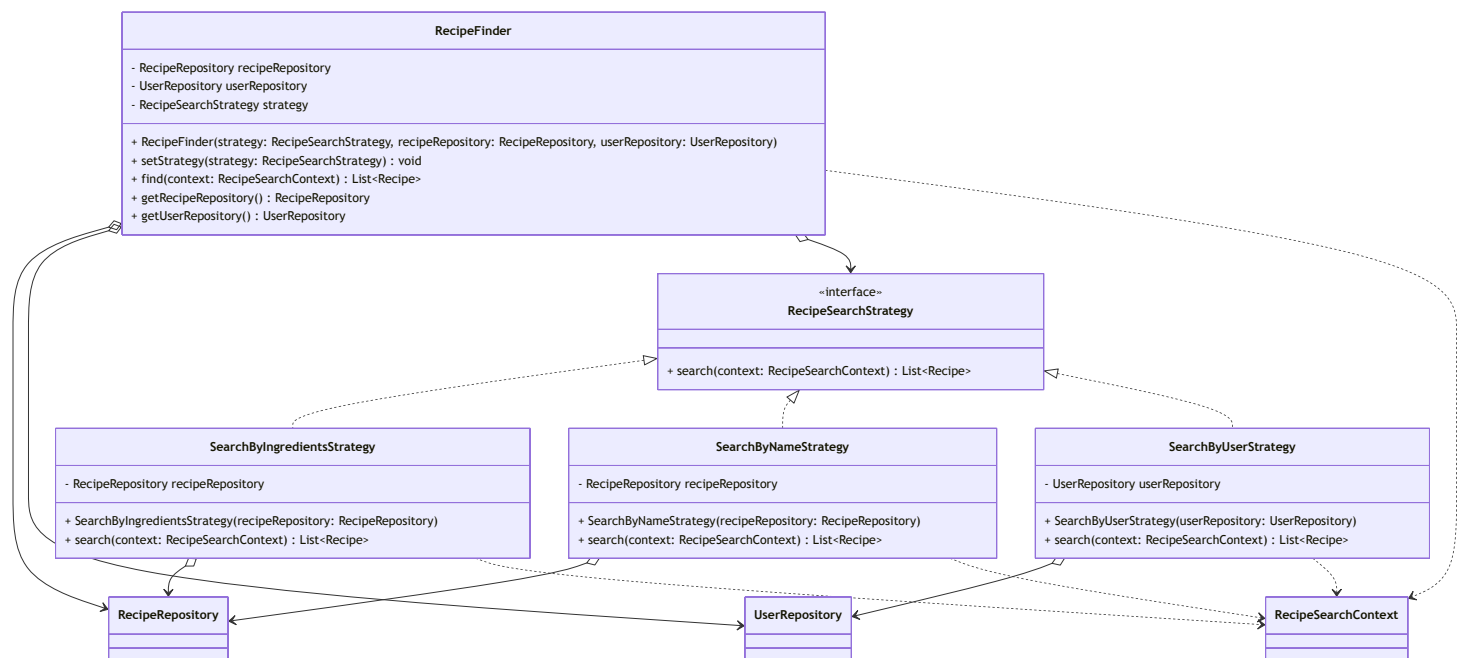 RecipeFinder
- RecipeRepository recipeRepository
- UserRepository userRepository
- RecipeSearchStrategy strategy
+ RecipeFinder(strategy: RecipeSearchStrategy, recipeRepository: RecipeRepository, userRepository: UserRepository)
+ setStrategy(strategy: RecipeSearchStrategy) : void
+ find(context: RecipeSearchContext) : List<Recipe>
+ getRecipeRepository() : RecipeRepository
+ getUserRepository() : UserRepository
«interface»
RecipeSearchStrategy
+ search(context: RecipeSearchContext) : List<Recipe>
SearchByIngredientsStrategy
- RecipeRepository recipeRepository
+ SearchByIngredientsStrategy(recipeRepository: RecipeRepository)
+ search(context: RecipeSearchContext) : List<Recipe>
SearchByNameStrategy
- RecipeRepository recipeRepository
+ SearchByNameStrategy(recipeRepository: RecipeRepository)
+ search(context: RecipeSearchContext) : List<Recipe>
SearchByUserStrategy
- UserRepository userRepository
+ SearchByUserStrategy(userRepository: UserRepository)
+ search(context: RecipeSearchContext) : List<Recipe>
RecipeRepository
UserRepository
RecipeSearchContext